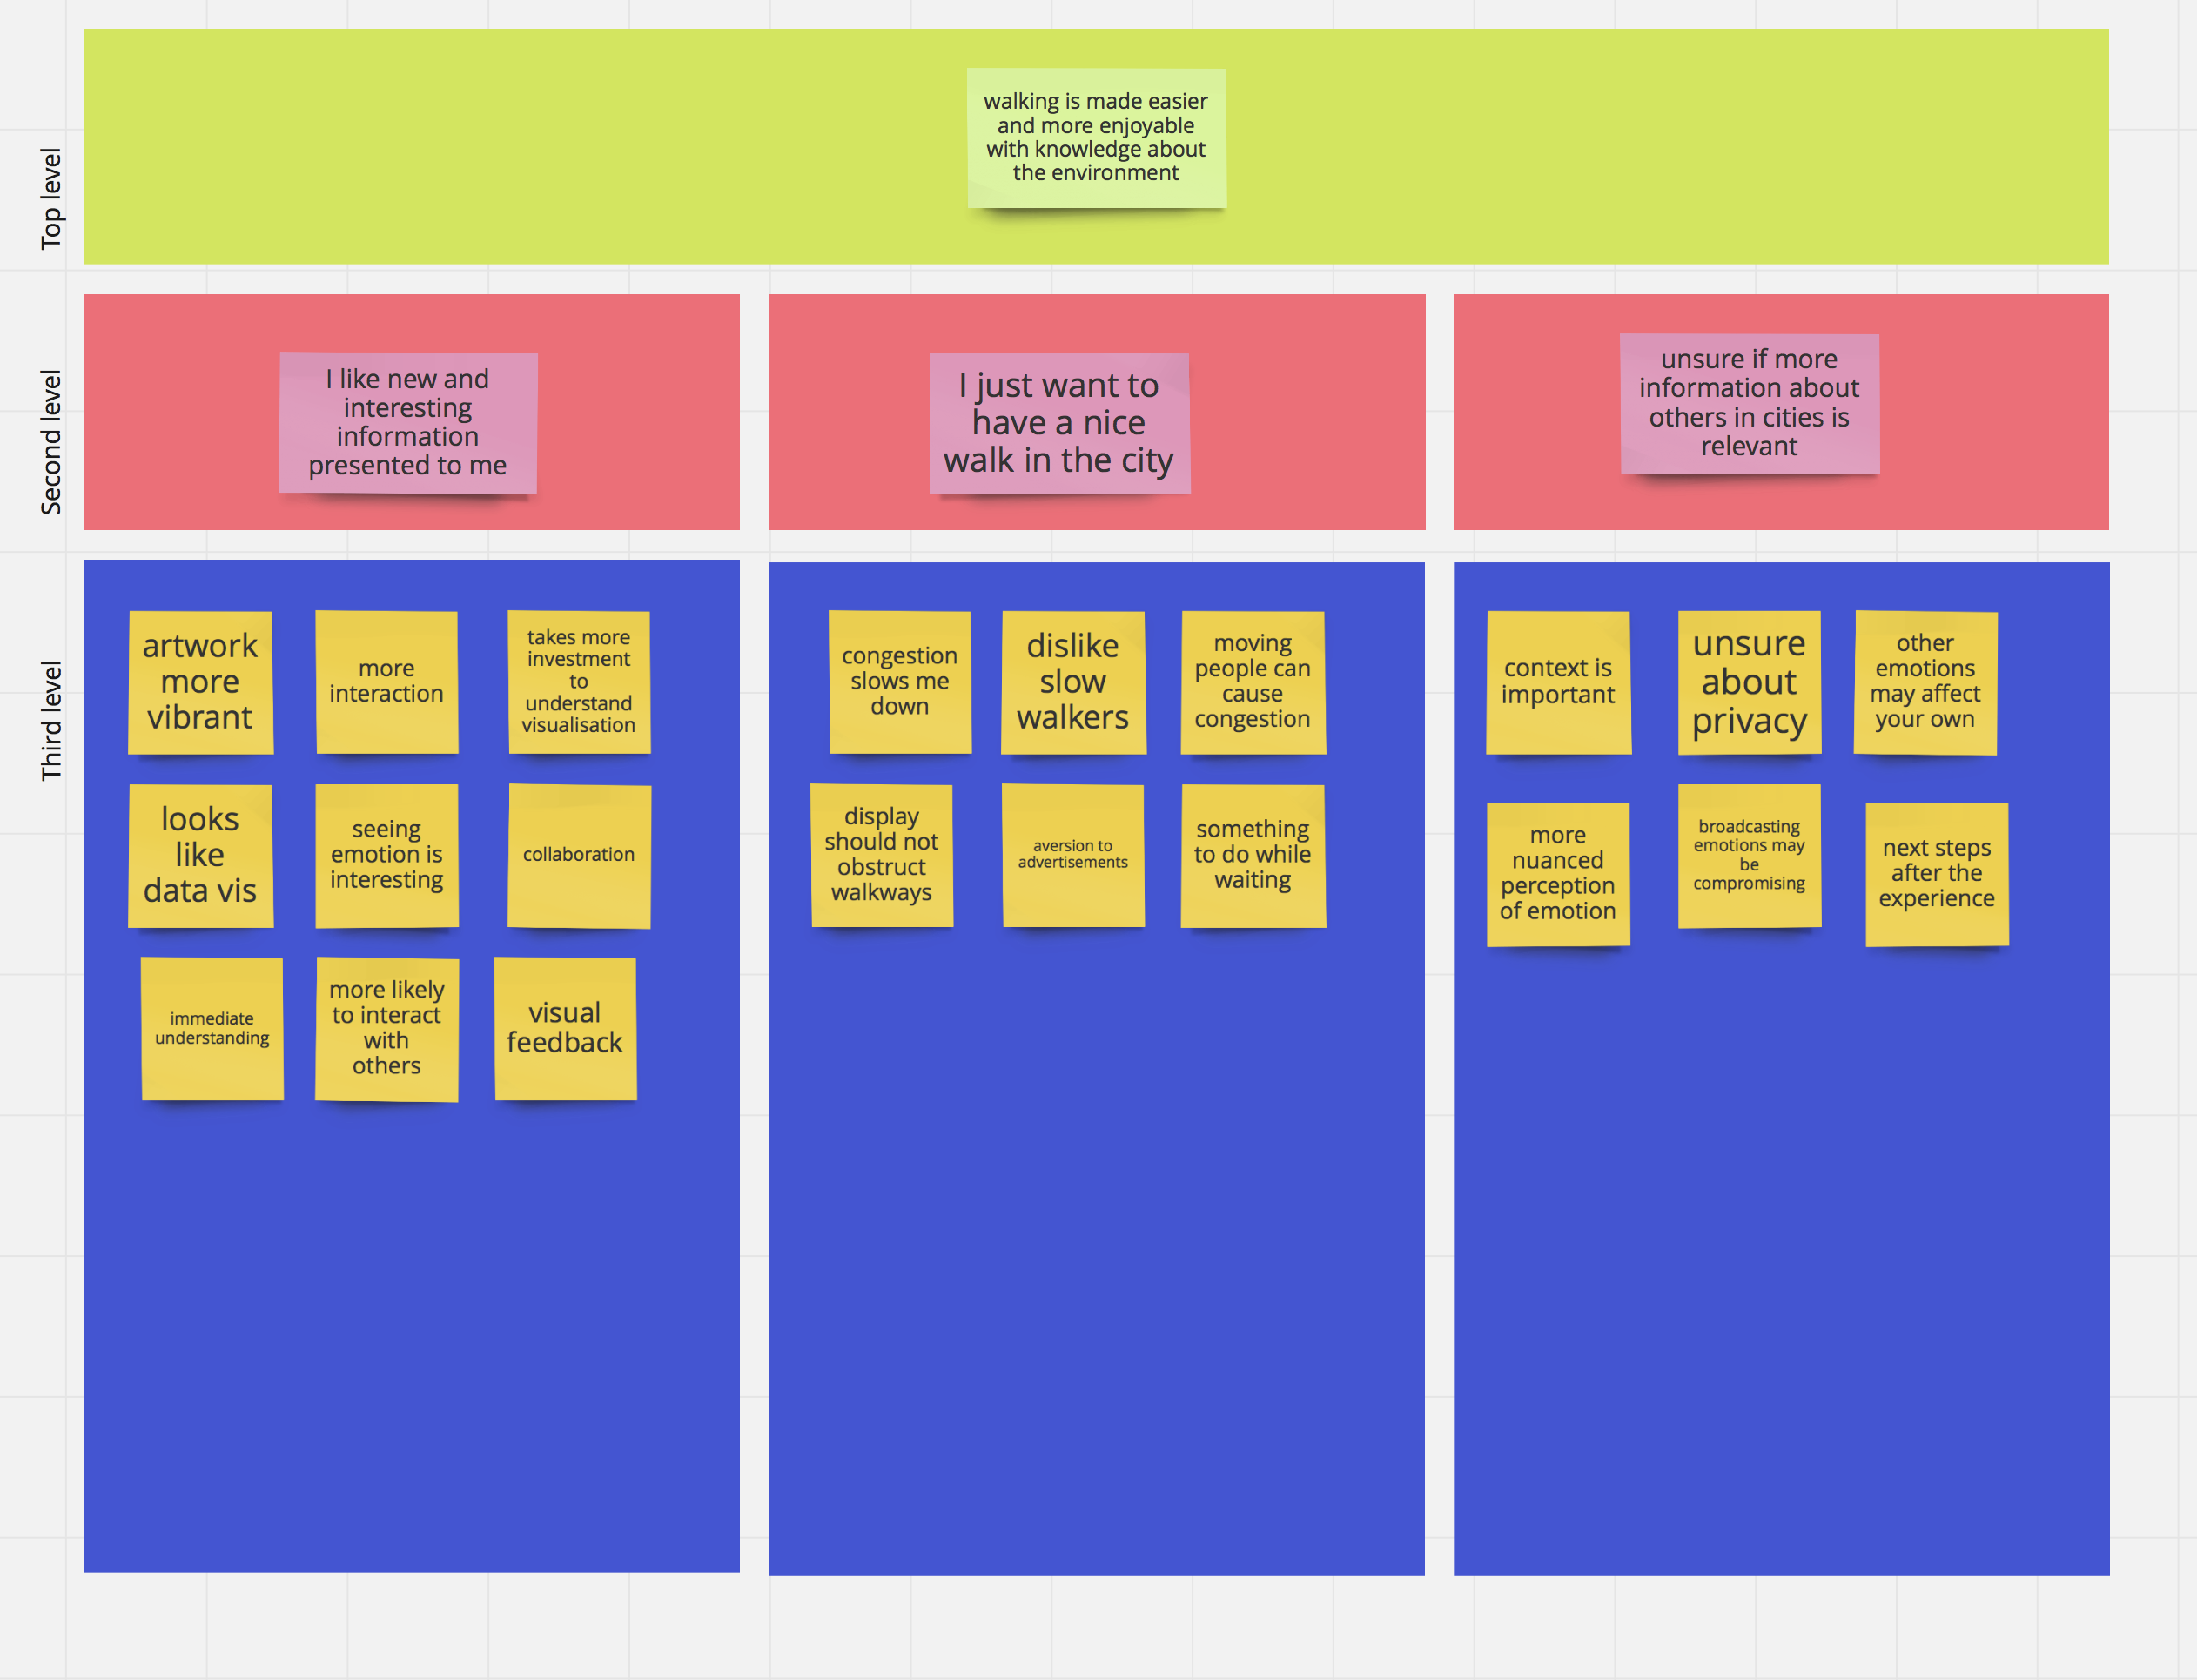 Top level
walking is made easier
and more enjoyable
with knowledge about
the environment
Second level
I like new and
interesting
information
presented to me
I just want to
have a nice
walk in the city
unsure if more
information about
others in cities is
relevant
Third level
artwork
more
vibrant
more
interaction
takes more
investment
to
understand
visualisation
looks
like
data vis
seeing
emotion is
interesting
collaboration
immediate
understanding
more likely
to interact
with
others
visual
feedback
congestion
slows me
down
dislike
slow
walkers
moving
people can
cause
congestion
display
should not
obstruct
walkways
aversion to
advertisements
something
to do while
waiting
context is
important
unsure
about
privacy
other
emotions
may affect
your own
more
nuanced
perception
of emotion
broadcasting
emotions may
be
compromising
next steps
after the
experience